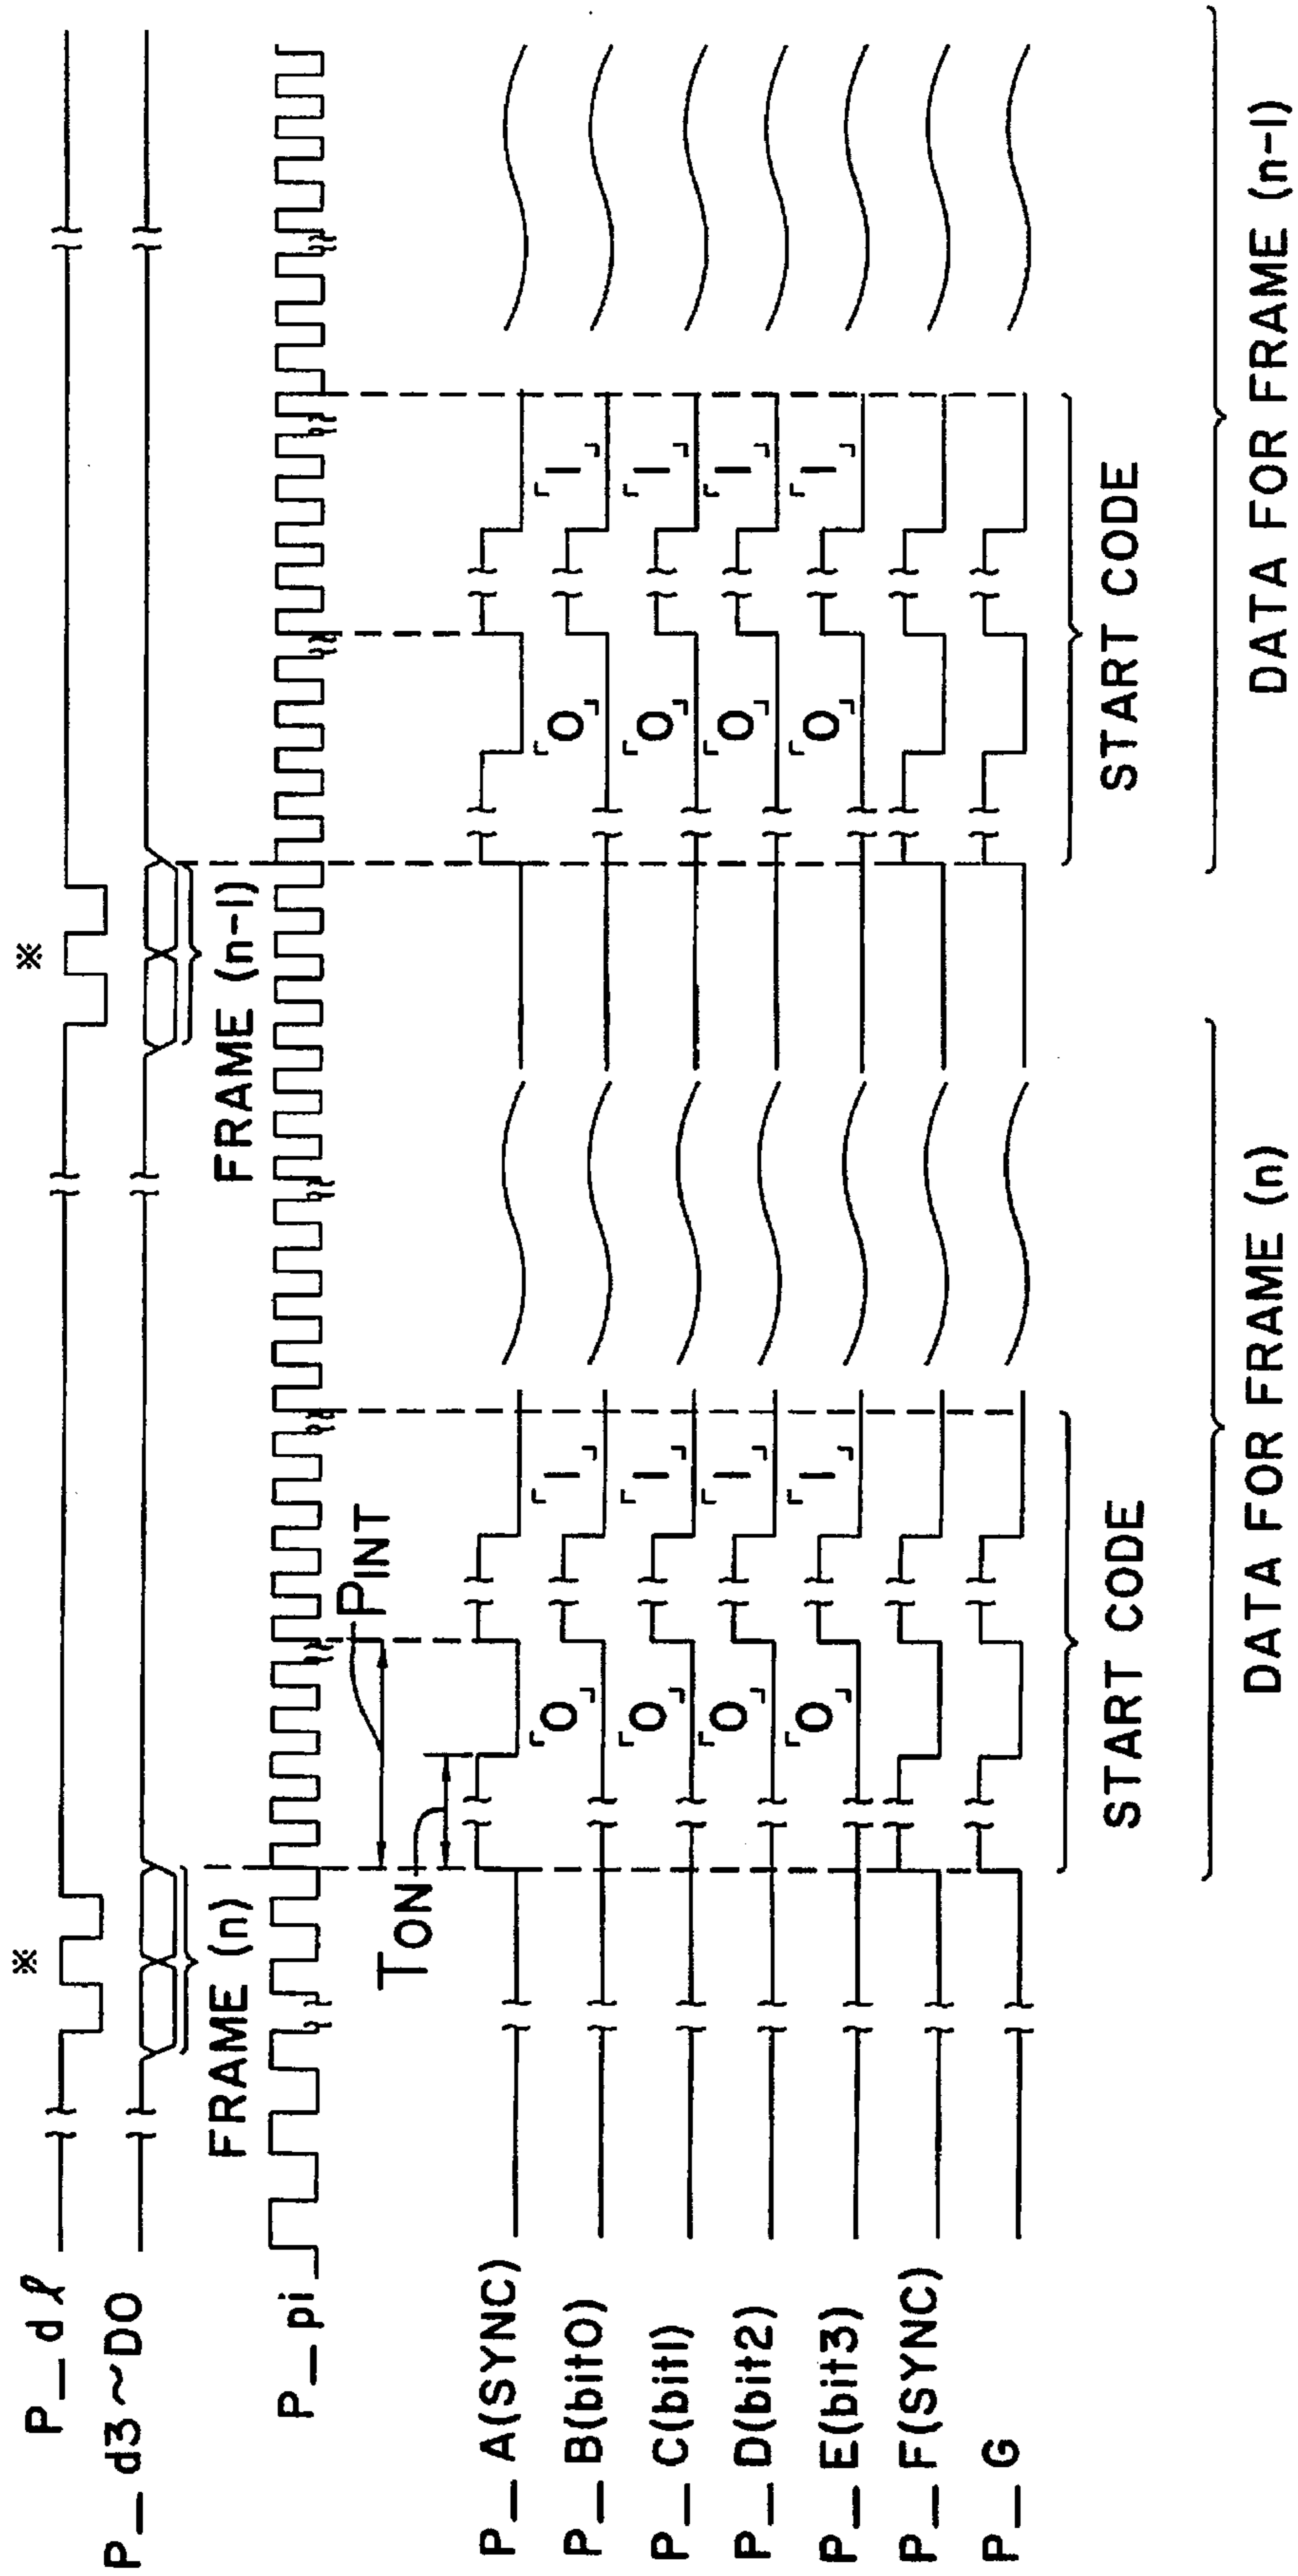 ※ ※
P_dℓ
P_d3~D0
FRAME (n) FRAME (n-1)
P_pi
TON PINT
P_A(SYNC)
P_B(bit0) 「0」 「1」 「0」 「1」
P_C(bit1) 「0」 「1」 「0」 「1」
P_D(bit2) 「0」 「1」 「0」 「1」
P_E(bit3) 「0」 「1」 「0」 「1」
P_F(SYNC)
P_G
START CODE START CODE
DATA FOR FRAME (n) DATA FOR FRAME (n-1)